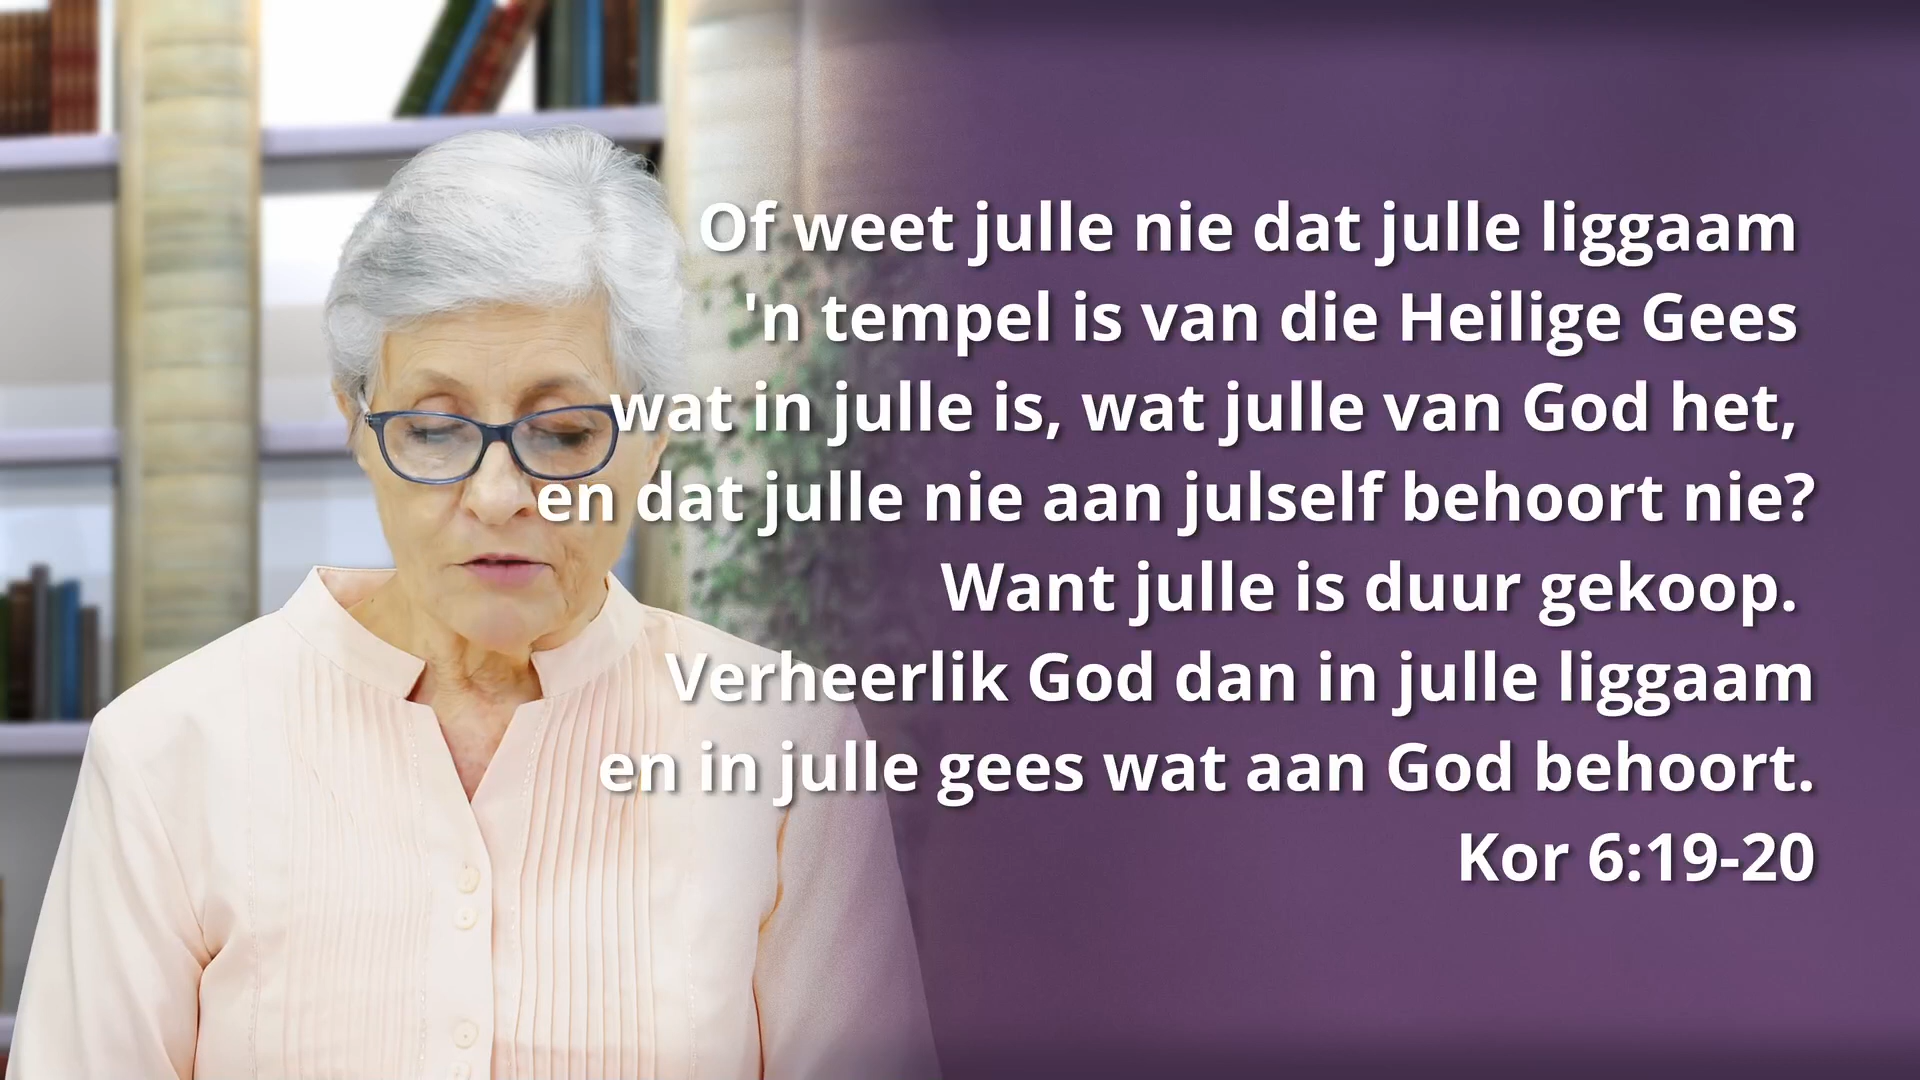 Of weet julle nie dat julle liggaam
'n tempel is van die Heilige Gees
wat in julle is, wat julle van God het,
en dat julle nie aan julself behoort nie?
Want julle is duur gekoop.
Verheerlik God dan in julle liggaam
en in julle gees wat aan God behoort.
Kor 6:19-20